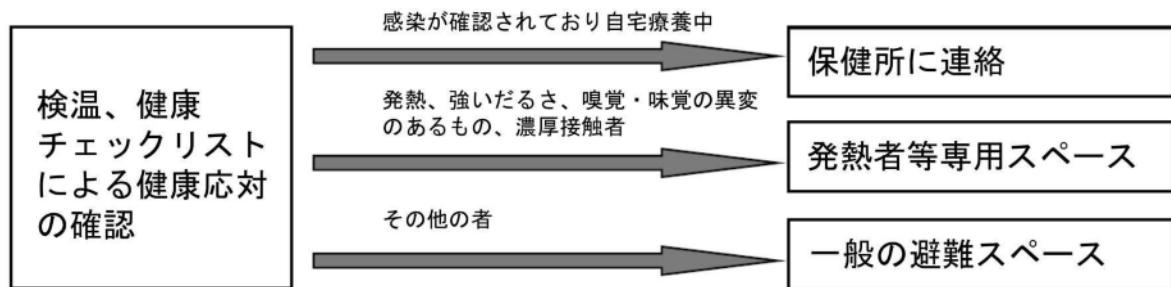 検温、健康
チェックリスト
による健康応対
の確認
感染が確認されており自宅療養中
保健所に連絡
発熱、強いだるさ、嗅覚・味覚の異変
のあるもの、濃厚接触者
発熱者等専用スペース
その他の者
一般の避難スペース